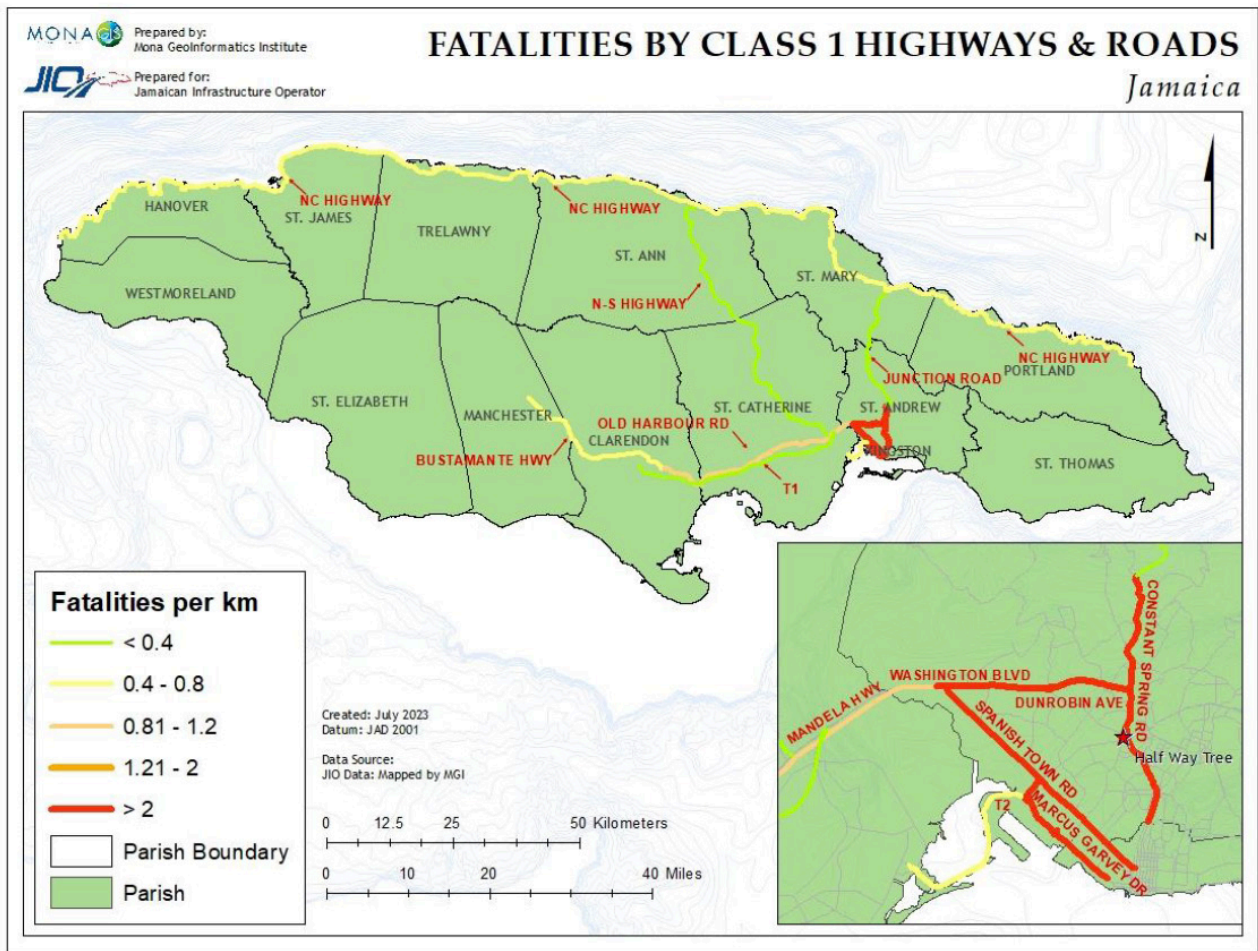 MONA GIS
Prepared by:
Mona GeoInformatics Institute
JIO
Prepared for:
Jamaican Infrastructure Operator
FATALITIES BY CLASS 1 HIGHWAYS & ROADS
Jamaica
N
HANOVER
NC HIGHWAY
ST. JAMES
TRELAWNY
NC HIGHWAY
ST. ANN
WESTMORELAND
N-S HIGHWAY
ST. MARY
NC HIGHWAY
PORTLAND
JUNCTION ROAD
ST. ELIZABETH
MANCHESTER
ST. CATHERINE
ST. ANDREW
OLD HARBOUR RD
CLARENDON
BUSTAMANTE HWY
KINGSTON
ST. THOMAS
T1
Fatalities per km
< 0.4
0.4 - 0.8
0.81 - 1.2
1.21 - 2
> 2
Parish Boundary
Parish
Created: July 2023
Datum: JAD 2001
Data Source:
JIO Data: Mapped by MGI
0 12.5 25 50 Kilometers
0 20 40 Miles
CONSTANT SPRING RD
WASHINGTON BLVD
DUNROBIN AVE
MANDELA HWY
SPANISH TOWN RD
Half Way Tree
T2
MARCUS GARVEY DR